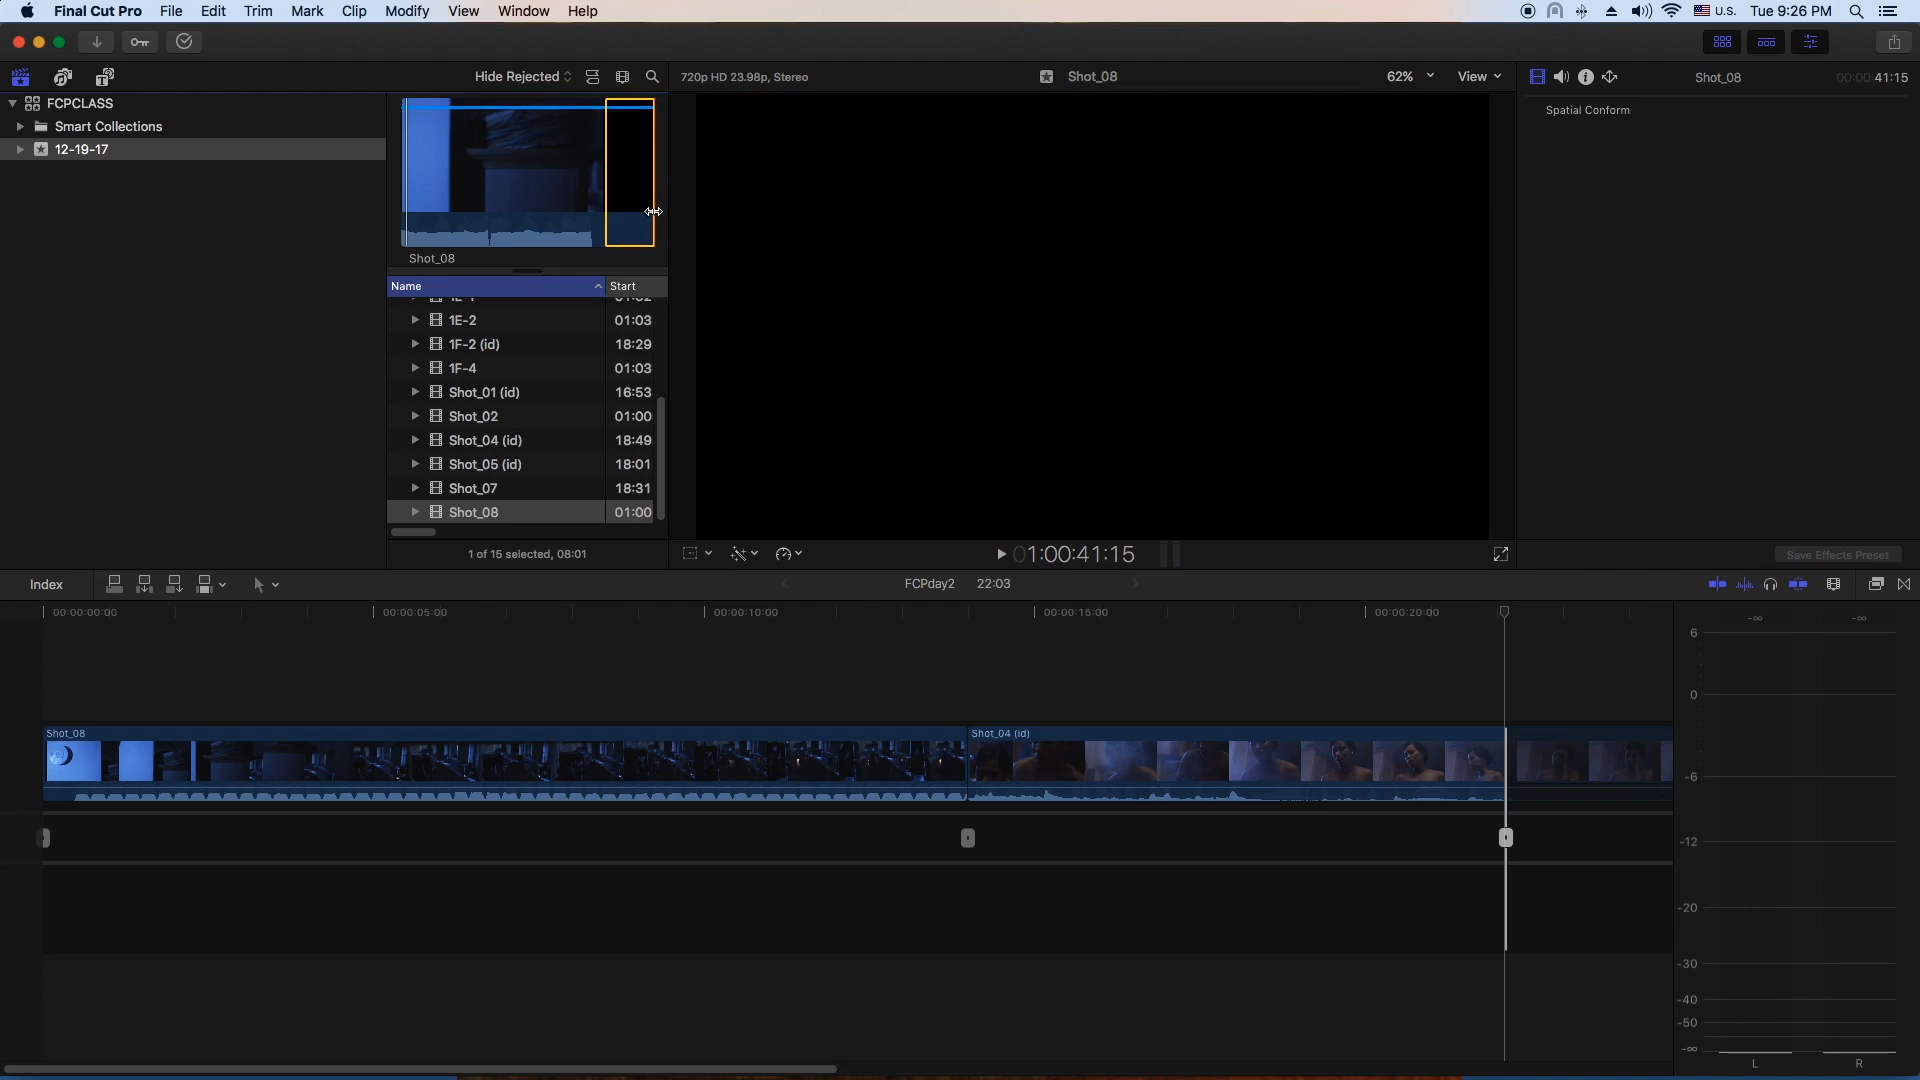 Final Cut Pro File Edit Trim Mark Clip Modify View Window Help U.S. Tue 9:26 PM
Hide Rejected 720p HD 23.98p, Stereo Shot_08 62% View Shot_08 00:00:41:15
FCPCLASS
Smart Collections
12-19-17
Spatial Conform
Shot_08
Name Start
1E-2 01:03
1F-2 (id) 18:29
1F-4 01:03
Shot_01 (id) 16:53
Shot_02 01:00
Shot_04 (id) 18:49
Shot_05 (id) 18:01
Shot_07 18:31
Shot_08 01:00
1 of 15 selected, 08:01
01:00:41:15
Save Effects Preset
Index FCPday2 22:03
00:00:00:00 00:00:05:00 00:00:10:00 00:00:15:00 00:00:20:00
Shot_08 Shot_04 (id)
-∞ -∞
6
0
-6
-12
-20
-30
-40
-50
-∞
L R